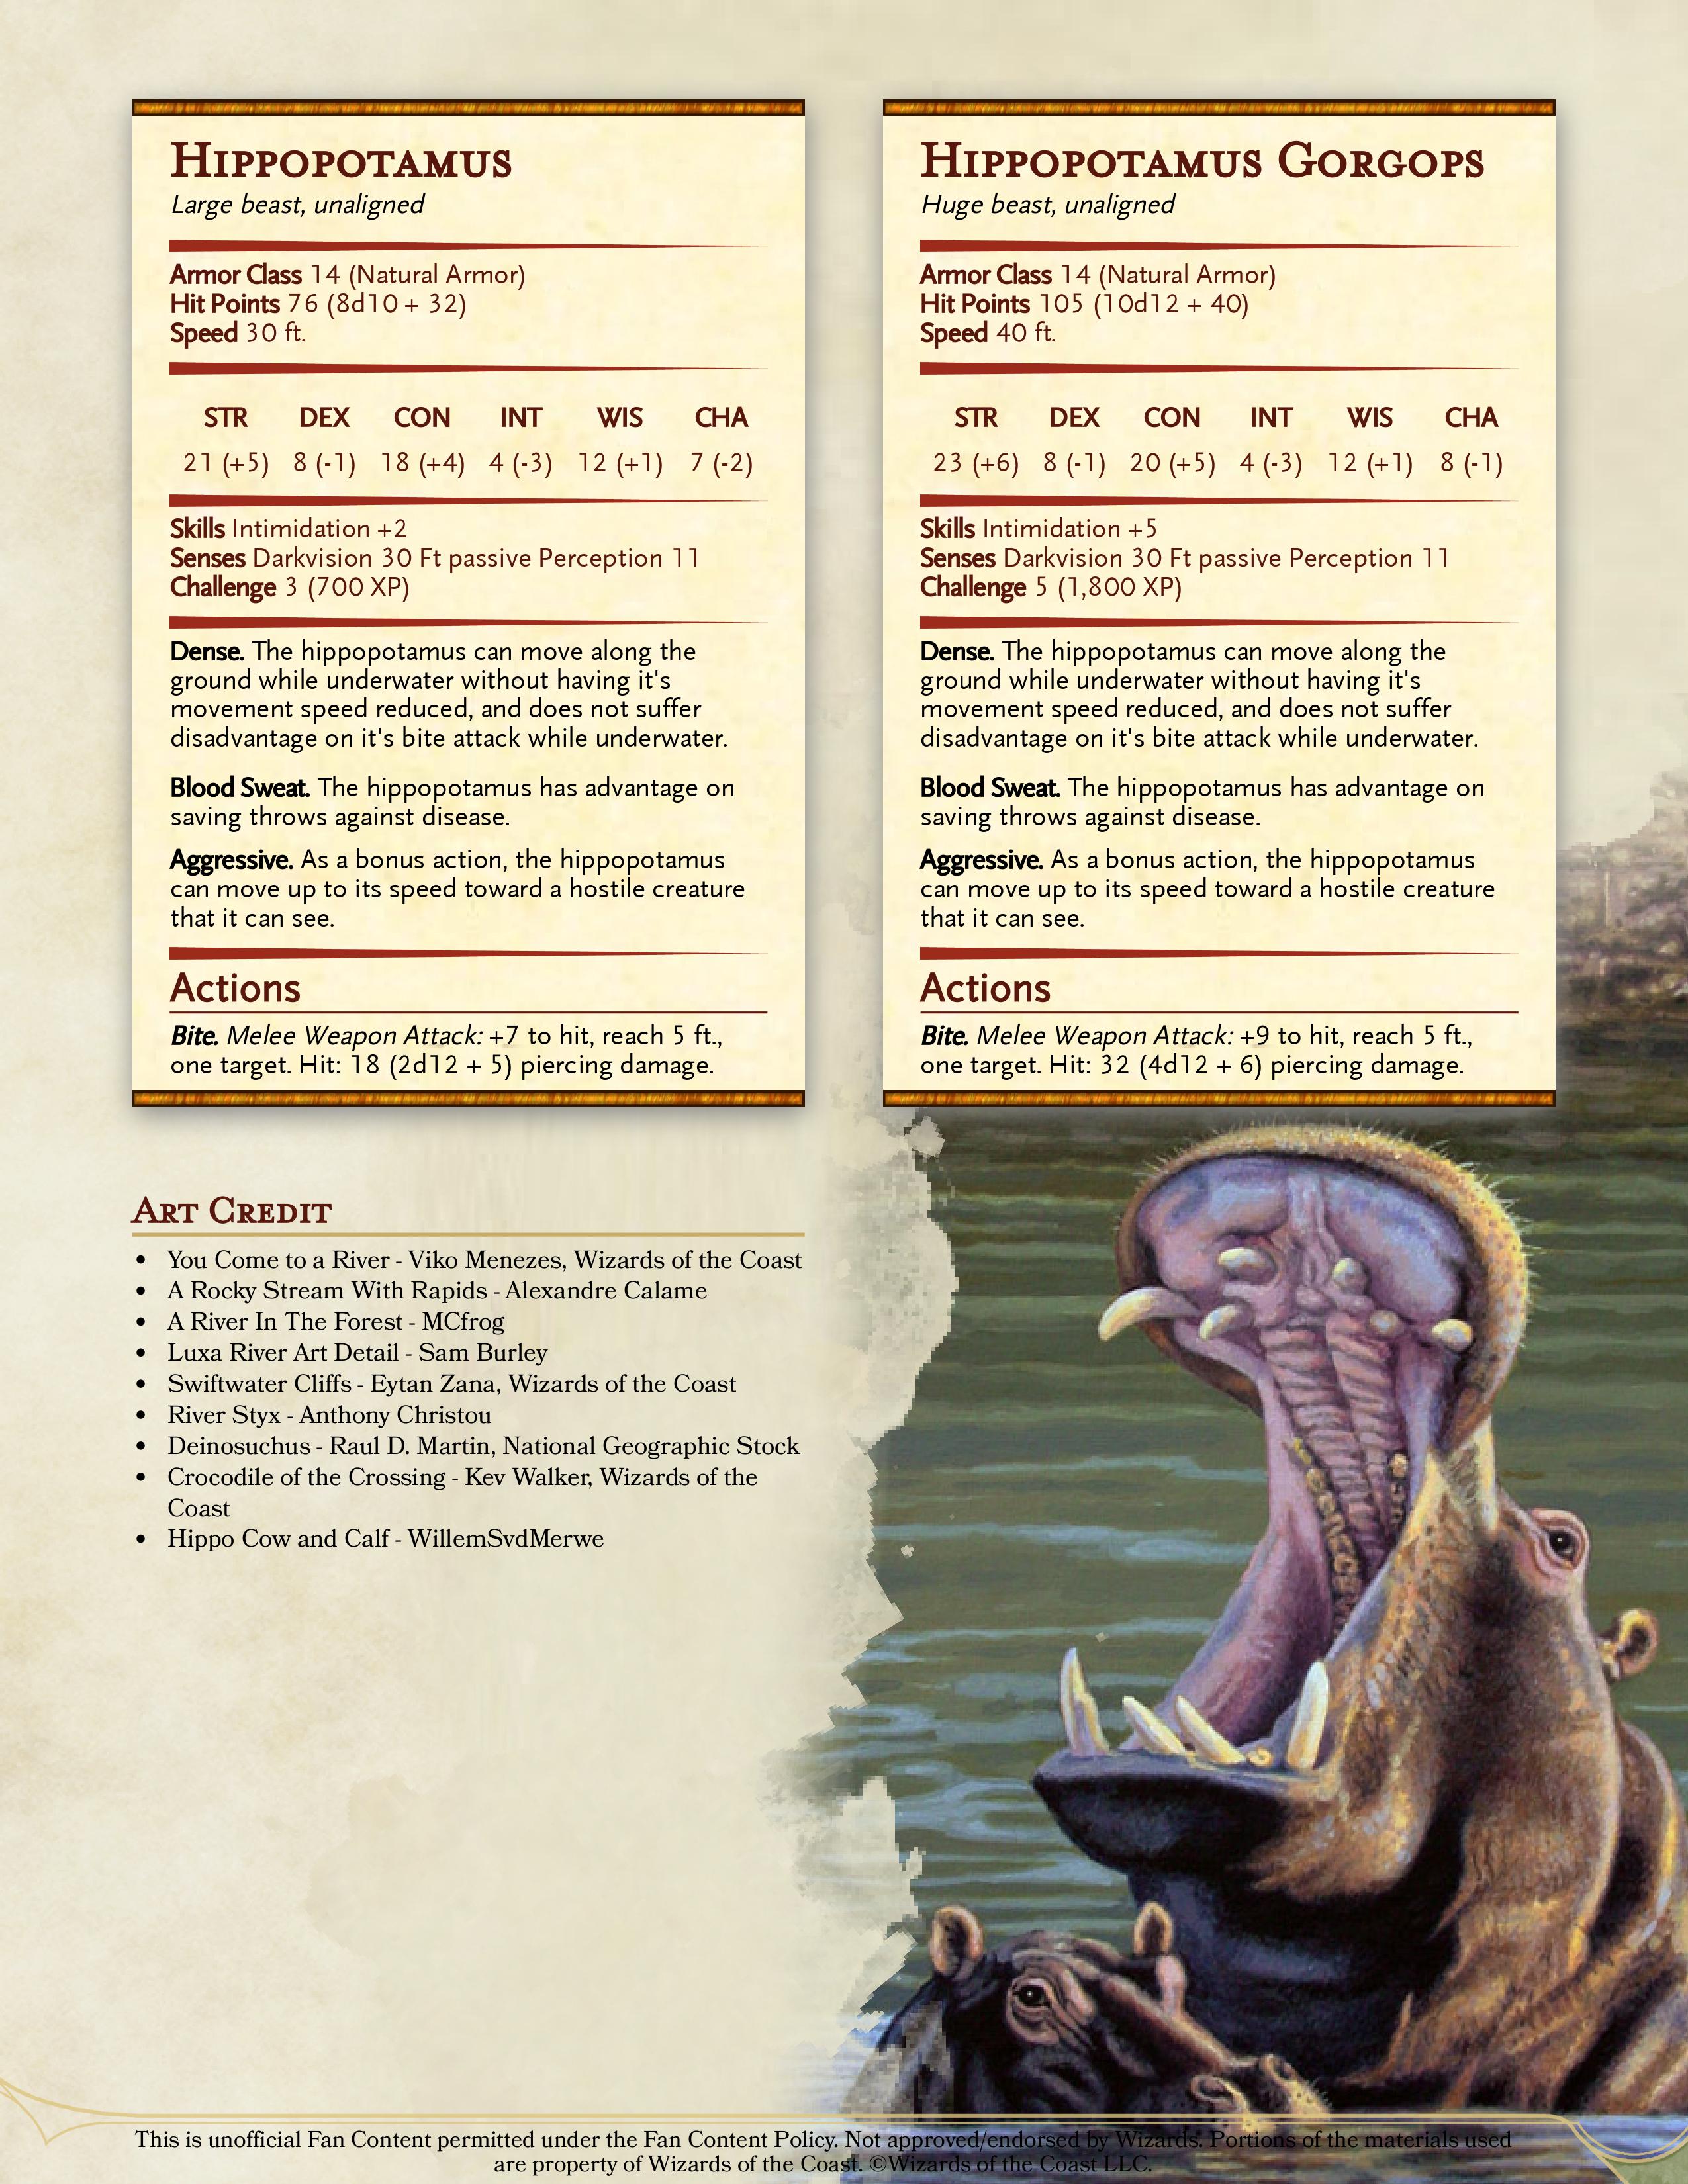 Hippopotamus
Large beast, unaligned
Armor Class 14 (Natural Armor)
Hit Points 76 (8d10 + 32)
Speed 30 ft.
STR DEX CON INT WIS CHA
21 (+5) 8 (-1) 18 (+4) 4 (-3) 12 (+1) 7 (-2)
Skills Intimidation +2
Senses Darkvision 30 Ft passive Perception 11
Challenge 3 (700 XP)
Dense. The hippopotamus can move along the
ground while underwater without having it's
movement speed reduced, and does not suffer
disadvantage on it's bite attack while underwater.
Blood Sweat. The hippopotamus has advantage on
saving throws against disease.
Aggressive. As a bonus action, the hippopotamus
can move up to its speed toward a hostile creature
that it can see.
Actions
Bite. Melee Weapon Attack: +7 to hit, reach 5 ft.,
one target. Hit: 18 (2d12 + 5) piercing damage.
Hippopotamus Gorgops
Huge beast, unaligned
Armor Class 14 (Natural Armor)
Hit Points 105 (10d12 + 40)
Speed 40 ft.
STR DEX CON INT WIS CHA
23 (+6) 8 (-1) 20 (+5) 4 (-3) 12 (+1) 8 (-1)
Skills Intimidation +5
Senses Darkvision 30 Ft passive Perception 11
Challenge 5 (1,800 XP)
Dense. The hippopotamus can move along the
ground while underwater without having it's
movement speed reduced, and does not suffer
disadvantage on it's bite attack while underwater.
Blood Sweat. The hippopotamus has advantage on
saving throws against disease.
Aggressive. As a bonus action, the hippopotamus
can move up to its speed toward a hostile creature
that it can see.
Actions
Bite. Melee Weapon Attack: +9 to hit, reach 5 ft.,
one target. Hit: 32 (4d12 + 6) piercing damage.
Art Credit
• You Come to a River - Viko Menezes, Wizards of the Coast
• A Rocky Stream With Rapids - Alexandre Calame
• A River In The Forest - MCfrog
• Luxa River Art Detail - Sam Burley
• Swiftwater Cliffs - Eytan Zana, Wizards of the Coast
• River Styx - Anthony Christou
• Deinosuchus - Raul D. Martin, National Geographic Stock
• Crocodile of the Crossing - Kev Walker, Wizards of the
Coast
• Hippo Cow and Calf - WillemSvdMerwe
This is unofficial Fan Content permitted under the Fan Content Policy. Not approved/endorsed by Wizards. Portions of the materials used
are property of Wizards of the Coast. ©Wizards of the Coast LLC.